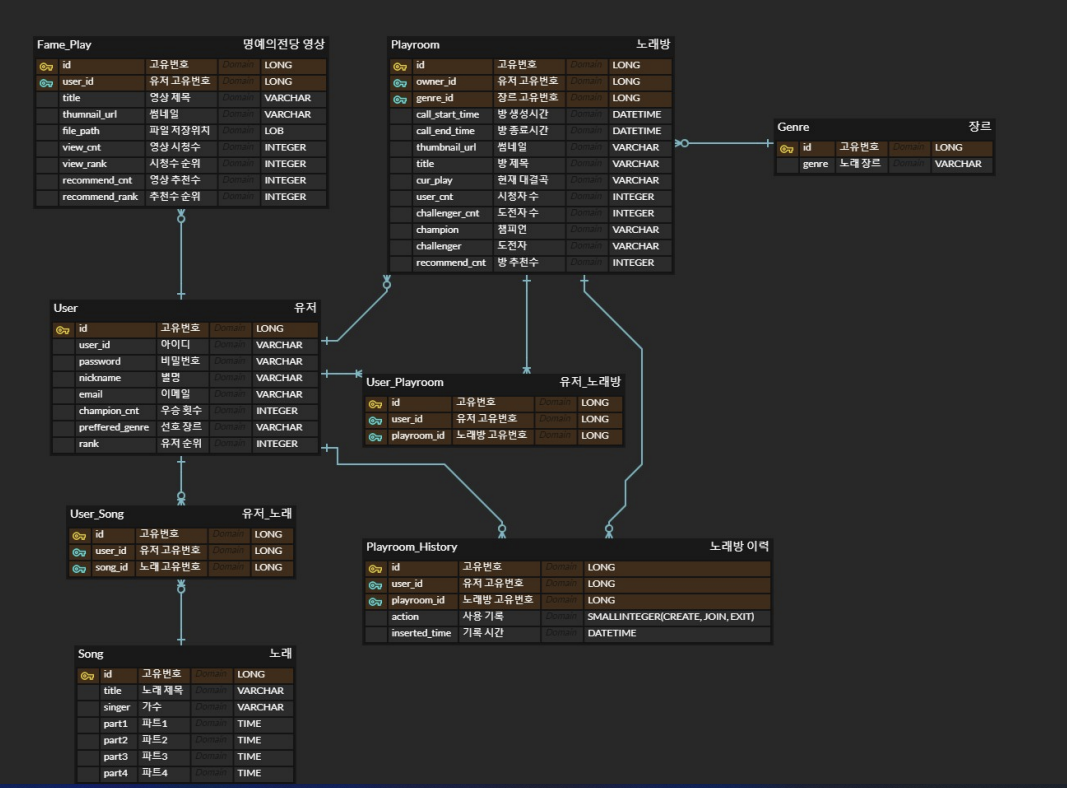 Fame_Play 명예의전당 영상
id 고유번호 Domain LONG
user_id 유저 고유번호 Domain LONG
title 영상 제목 Domain VARCHAR
thumnail_url 썸네일 Domain VARCHAR
file_path 파일 저장위치 Domain LOB
view_cnt 영상 시청수 Domain INTEGER
view_rank 시청수 순위 Domain INTEGER
recommend_cnt 영상 추천수 Domain INTEGER
recommend_rank 추천수 순위 Domain INTEGER
Playroom 노래방
id 고유번호 Domain LONG
owner_id 유저 고유번호 Domain LONG
genre_id 장르 고유번호 Domain LONG
call_start_time 방 생성시간 Domain DATETIME
call_end_time 방 종료시간 Domain DATETIME
thumbnail_url 썸네일 Domain VARCHAR
title 방 제목 Domain VARCHAR
cur_play 현재 대결곡 Domain VARCHAR
user_cnt 시청자 수 Domain INTEGER
challenger_cnt 도전자 수 Domain INTEGER
champion 챔피언 Domain VARCHAR
challenger 도전자 Domain VARCHAR
recommend_cnt 방 추천수 Domain INTEGER
Genre 장르
id 고유번호 Domain LONG
genre 노래 장르 Domain VARCHAR
User 유저
id 고유번호 Domain LONG
user_id 아이디 Domain VARCHAR
password 비밀번호 Domain VARCHAR
nickname 별명 Domain VARCHAR
email 이메일 Domain VARCHAR
champion_cnt 우승 횟수 Domain INTEGER
preffered_genre 선호 장르 Domain VARCHAR
rank 유저 순위 Domain INTEGER
User_Playroom 유저_노래방
id 고유번호 Domain LONG
user_id 유저 고유번호 Domain LONG
playroom_id 노래방 고유번호 Domain LONG
User_Song 유저_노래
id 고유번호 Domain LONG
user_id 유저 고유번호 Domain LONG
song_id 노래 고유번호 Domain LONG
Playroom_History 노래방 이력
id 고유번호 Domain LONG
user_id 유저 고유번호 Domain LONG
playroom_id 노래방 고유번호 Domain LONG
action 사용 기록 Domain SMALLINTEGER(CREATE, JOIN, EXIT)
inserted_time 기록 시간 Domain DATETIME
Song 노래
id 고유번호 Domain LONG
title 노래 제목 Domain VARCHAR
singer 가수 Domain VARCHAR
part1 파트1 Domain TIME
part2 파트2 Domain TIME
part3 파트3 Domain TIME
part4 파트4 Domain TIME